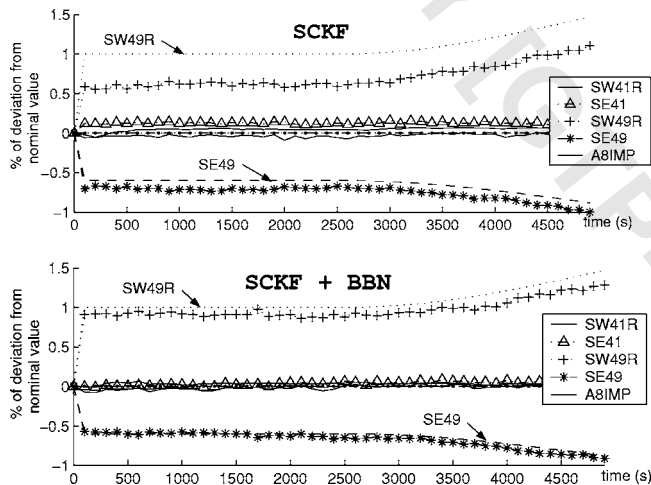 SCKF
SW49R
SE49
% of deviation from
nominal value
1.5
1
0.5
0
−0.5
−1
0
500
1000
1500
2000
2500
3000
3500
4000
4500
time (s)
SW41R
SE41
SW49R
SE49
A8IMP
SCKF + BBN
SW49R
SE49
% of deviation from
nominal value
1.5
1
0.5
0
−0.5
−1
0
500
1000
1500
2000
2500
3000
3500
4000
4500
time (s)
SW41R
SE41
SW49R
SE49
A8IMP